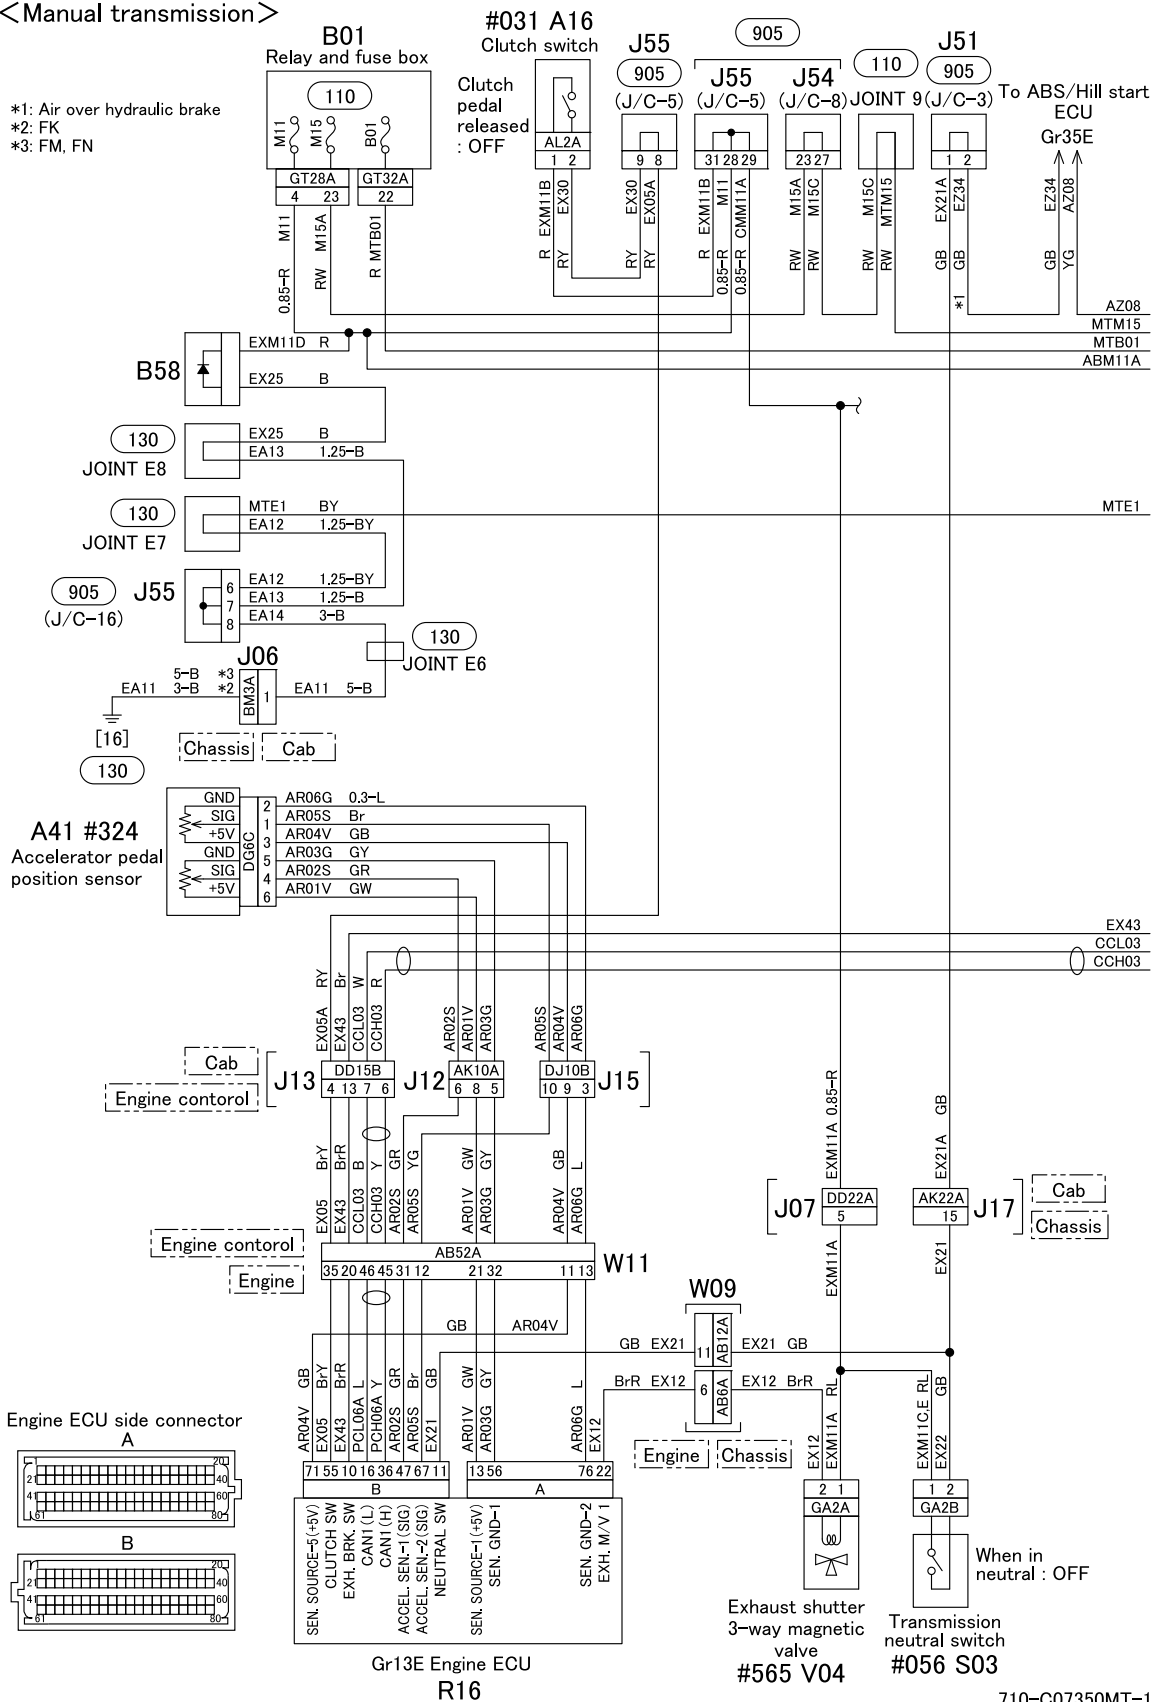 <Manual transmission>
*1: Air over hydraulic brake
*2: FK
*3: FM, FN
B01
Relay and fuse box
110
M11
M15
B01
GT28A
GT32A
4
23
22
#031 A16
Clutch switch
Clutch
pedal
released
: OFF
AL2A
1 2
J55
905
(J/C-5)
9 8
905
J55
(J/C-5)
31 28 29
J54
(J/C-8)
23 27
110
JOINT 9
J51
905
(J/C-3)
1 2
To ABS/Hill start
ECU
Gr35E
0.85-R M11
RW M15A
R MTB01
R EXM11B
RY EX30
RY EX30
RY EX05A
R EXM11B
0.85-R M11
0.85-R CMM11A
RW M15A
RW M15C
RW M15C
RW MTM15
GB EX21A
*1 GB EZ34
GB EZ34
YG AZ08
AZ08
MTM15
MTB01
ABM11A
B58
EXM11D R
EX25 B
130
JOINT E8
EX25 B
EA13 1.25-B
130
JOINT E7
MTE1 BY
EA12 1.25-BY
MTE1
905
(J/C-16)
J55
6
7
8
EA12 1.25-BY
EA13 1.25-B
EA14 3-B
130
JOINT E6
J06
BM3A
1
EA11
5-B *3
3-B *2
EA11 5-B
[16]
130
Chassis
Cab
A41 #324
Accelerator pedal
position sensor
GND
SIG
+5V
GND
SIG
+5V
DG6C
2
1
3
5
4
6
AR06G 0.3-L
AR05S Br
AR04V GB
AR03G GY
AR02S GR
AR01V GW
EX43
CCL03
CCH03
EX05A RY
EX43 Br
CCL03 W
CCH03 R
AR02S
AR01V
AR03G
AR05S
AR04V
AR06G
Cab
Engine contorol
J13
DD15B
4 13 7 6
J12
AK10A
6 8 5
DJ10B
10 9 3
J15
EX05 BrY
EX43 BrR
CCL03 B
CCH03 Y
AR02S GR
AR05S YG
AR01V GW
AR03G GY
AR04V GB
AR06G L
EXM11A 0.85-R
EX21A GB
J07
DD22A
5
AK22A
15
J17
Cab
Chassis
EXM11A
EX21
Engine contorol
Engine
AB52A
35 20 46 45 31 12 21 32 11 13
W11
W09
GB AR04V
GB EX21
11
AB12A
EX21 GB
BrR EX12
6
AB6A
EX12 BrR
Engine
Chassis
AR04V GB
EX05 BrY
EX43 BrR
PCL06A L
PCH06A Y
AR02S GR
AR05S Br
EX21 GB
AR01V GW
AR03G GY
AR06G L
EX12
EX12
EXM11A RL
EXM11C,E RL
EX22 GB
71 55 10 16 36 47 67 11
B
13 56 76 22
A
SEN. SOURCE-5(+5V)
CLUTCH SW
EXH. BRK. SW
CAN1(L)
CAN1(H)
ACCEL. SEN.-1(SIG)
ACCEL. SEN.-2(SIG)
NEUTRAL SW
SEN. SOURCE-1(+5V)
SEN. GND-1
SEN. GND-2
EXH. M/V 1
Gr13E Engine ECU
R16
Engine ECU side connector
A
1 20
21 40
41 60
61 80
B
1 20
21 40
41 60
61 80
2 1
GA2A
Exhaust shutter
3-way magnetic
valve
#565 V04
1 2
GA2B
When in
neutral : OFF
Transmission
neutral switch
#056 S03
710-C07350MT-1